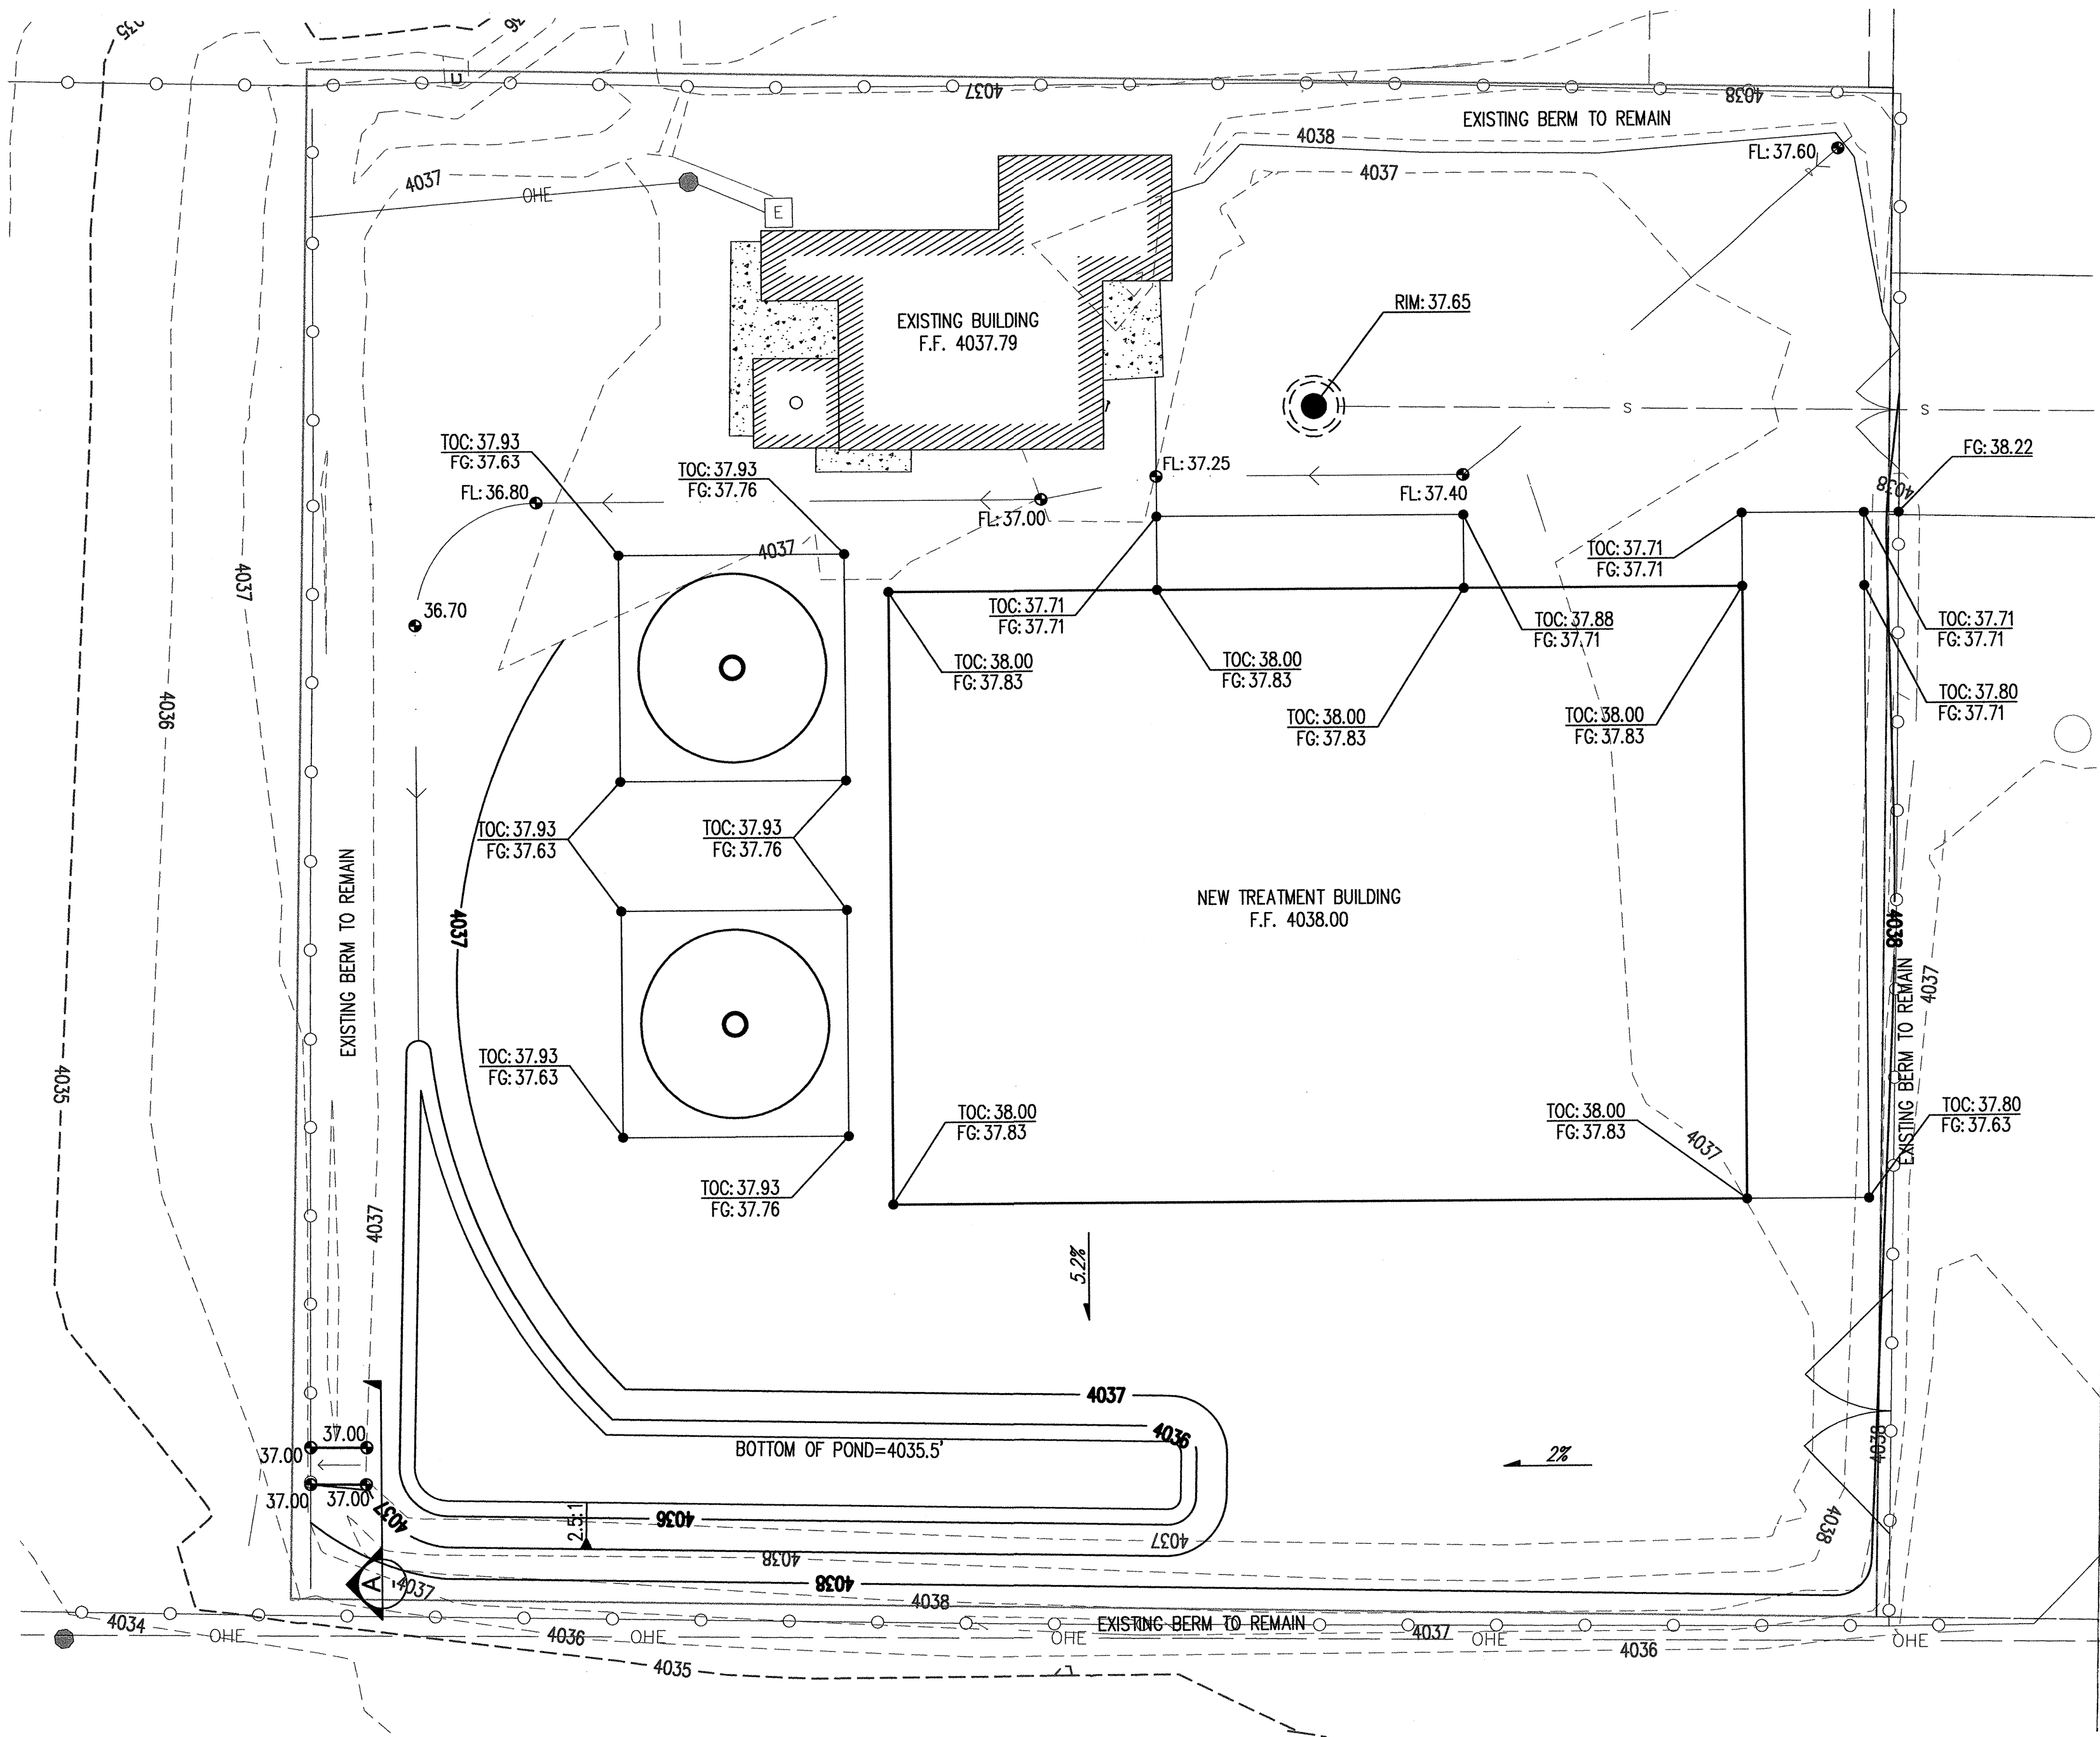 035
36
4037
4038
EXISTING BERM TO REMAIN
4038
FL: 37.60
4037
4037
OHE
E
EXISTING BUILDING
F.F. 4037.79
RIM: 37.65
S
S
TOC: 37.93
FG: 37.63
TOC: 37.93
FG: 37.76
FL: 36.80
FL: 37.25
FL: 37.40
FL: 37.00
FG: 38.22
4038
4037
TOC: 37.71
FG: 37.71
4037
36.70
TOC: 37.71
FG: 37.71
TOC: 37.88
FG: 37.71
TOC: 37.71
FG: 37.71
TOC: 38.00
FG: 37.83
TOC: 38.00
FG: 37.83
TOC: 38.00
FG: 37.83
TOC: 38.00
FG: 37.83
TOC: 37.80
FG: 37.71
4036
TOC: 37.93
FG: 37.63
TOC: 37.93
FG: 37.76
EXISTING BERM TO REMAIN
4037
NEW TREATMENT BUILDING
F.F. 4038.00
4038
4037
EXISTING BERM TO REMAIN
4035
TOC: 37.93
FG: 37.63
TOC: 38.00
FG: 37.83
TOC: 38.00
FG: 37.83
TOC: 37.80
FG: 37.63
4037
TOC: 37.93
FG: 37.76
4037
5.2%
4037
4036
BOTTOM OF POND=4035.5'
2%
4038
37.00
37.00
37.00
37.00
4037
4036
2.5:1
4037
4038
4038
4038
A
4037
4038
4034
OHE
4036
OHE
OHE
EXISTING BERM TO REMAIN
4037
OHE
4036
OHE
4035